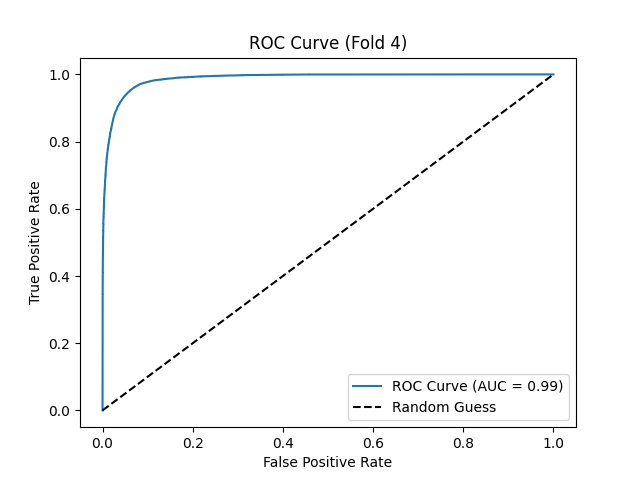 ROC Curve (Fold 4)
True Positive Rate
1.0
0.8
0.6
0.4
0.2
0.0
0.0 0.2 0.4 0.6 0.8 1.0
False Positive Rate
ROC Curve (AUC = 0.99)
Random Guess